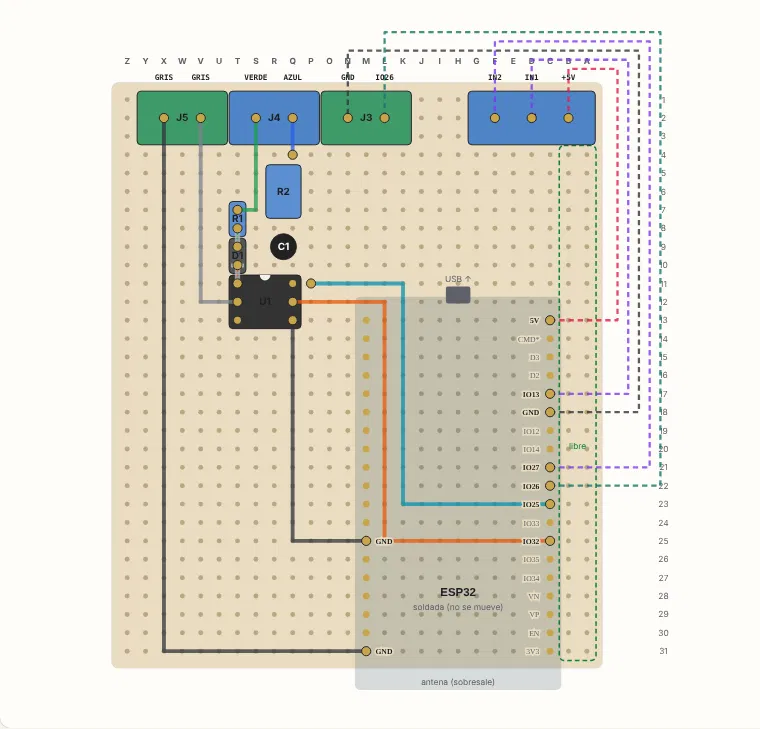 Z Y X W V U T S R Q P O N M L K J I H G F E D C B A
GRIS GRIS VERDE AZUL GND IO26 IN2 IN1 +5V
J5 J4 J3
1
2
3
4
5
6
7
8
9
10
11
12
13
14
15
16
17
18
19
20
21
22
23
24
25
26
27
28
29
30
31
R2
R1
C1
D1
U1
USB ↑
5V
CMD*
D3
D2
IO13
GND
IO12
IO14
libre
IO27
IO26
IO25
IO33
GND IO32
IO35
IO34
ESP32
VN
soldada (no se mueve)
VP
EN
GND 3V3
antena (sobresale)